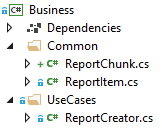 C# Business
Dependencies
Common
C# ReportChunk.cs
C# ReportItem.cs
UseCases
C# ReportCreator.cs